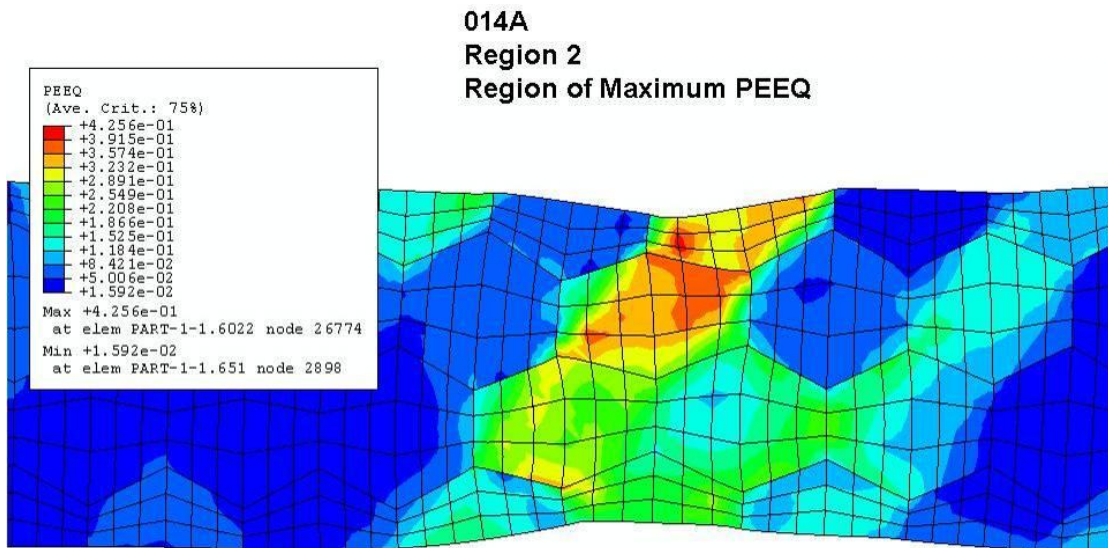 014A
Region 2
Region of Maximum PEEQ
PEEQ
(Ave. Crit.: 75%)
+4.256e-01
+3.915e-01
+3.574e-01
+3.232e-01
+2.891e-01
+2.549e-01
+2.208e-01
+1.866e-01
+1.525e-01
+1.184e-01
+8.421e-02
+5.006e-02
+1.592e-02
Max +4.256e-01
at elem PART-1-1.6022 node 26774
Min +1.592e-02
at elem PART-1-1.651 node 2898